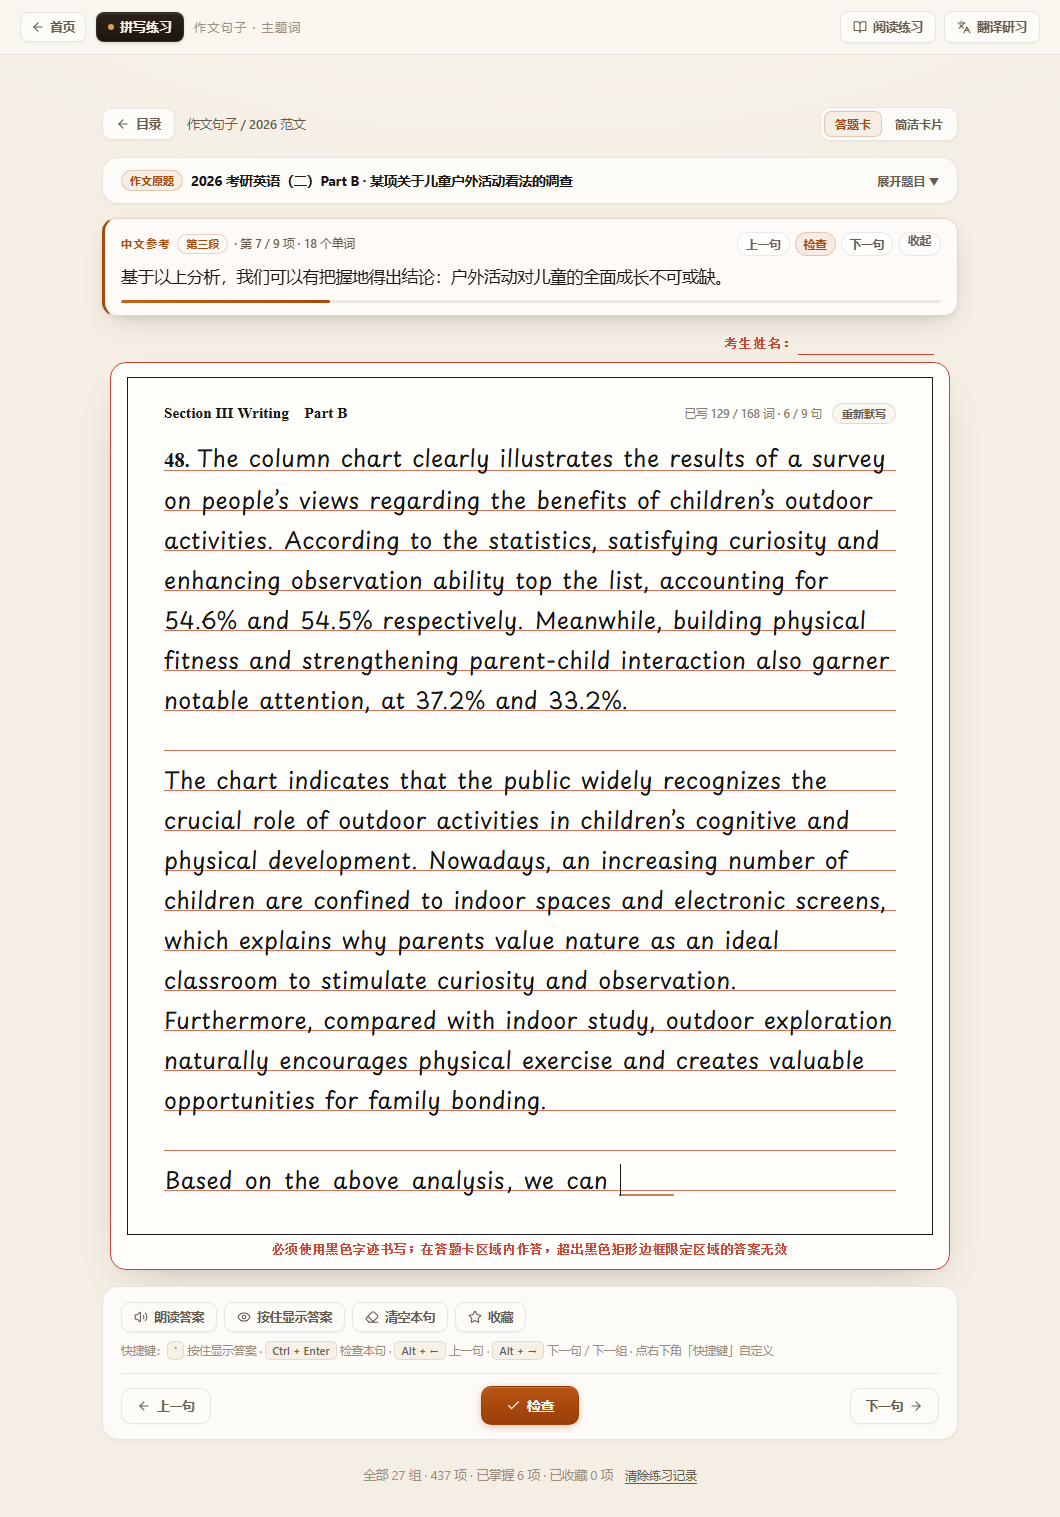 首页
拼写练习
作文句子 · 主题词
阅读练习
翻译研习
目录
作文句子 / 2026 范文
答题卡
简洁卡片
作文原题
2026 考研英语（二）Part B · 某项关于儿童户外活动看法的调查
展开题目 ▼
中文参考
第三段
· 第 7 / 9 项 · 18 个单词
上一句
检查
下一句
收起
基于以上分析，我们可以有把握地得出结论：户外活动对儿童的全面成长不可或缺。
考生姓名：
Section III Writing Part B
已写 129 / 168 词 · 6 / 9 句
重新默写
48. The column chart clearly illustrates the results of a survey
on people’s views regarding the benefits of children’s outdoor
activities. According to the statistics, satisfying curiosity and
enhancing observation ability top the list, accounting for
54.6% and 54.5% respectively. Meanwhile, building physical
fitness and strengthening parent-child interaction also garner
notable attention, at 37.2% and 33.2%.
The chart indicates that the public widely recognizes the
crucial role of outdoor activities in children’s cognitive and
physical development. Nowadays, an increasing number of
children are confined to indoor spaces and electronic screens,
which explains why parents value nature as an ideal
classroom to stimulate curiosity and observation.
Furthermore, compared with indoor study, outdoor exploration
naturally encourages physical exercise and creates valuable
opportunities for family bonding.
Based on the above analysis, we can
必须使用黑色字迹书写；在答题卡区域内作答，超出黑色矩形边框限定区域的答案无效
朗读答案
按住显示答案
清空本句
收藏
快捷键： ` 按住显示答案 · Ctrl + Enter 检查本句 · Alt + ← 上一句 · Alt + → 下一句 / 下一组 · 点右下角「快捷键」自定义
← 上一句
检查
下一句 →
全部 27 组 · 437 项 · 已掌握 6 项 · 已收藏 0 项 清除练习记录